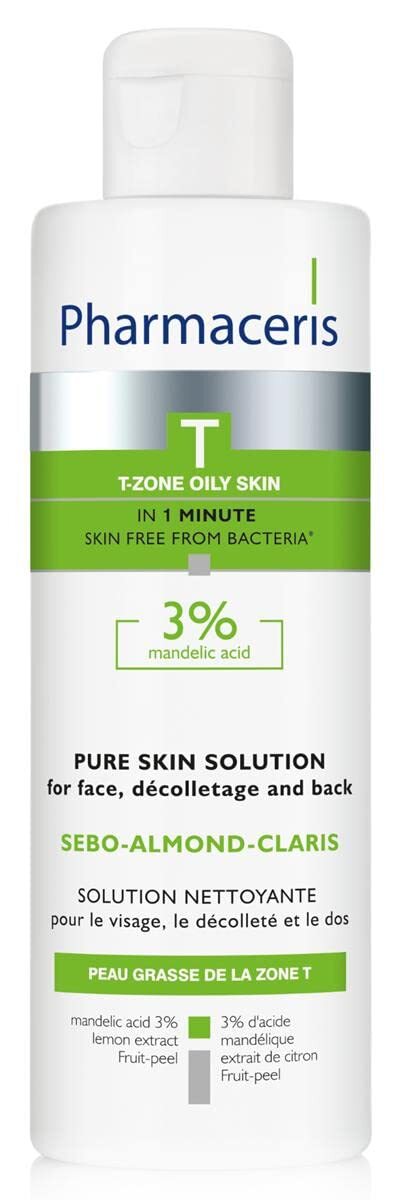 Pharmaceris
T
T-ZONE OILY SKIN
IN 1 MINUTE
SKIN FREE FROM BACTERIA*
3%
mandelic acid
PURE SKIN SOLUTION
for face, décolletage and back
SEBO-ALMOND-CLARIS
SOLUTION NETTOYANTE
pour le visage, le décolleté et le dos
PEAU GRASSE DE LA ZONE T
mandelic acid 3%
lemon extract
Fruit-peel
3% d'acide
mandélique
extrait de citron
Fruit-peel